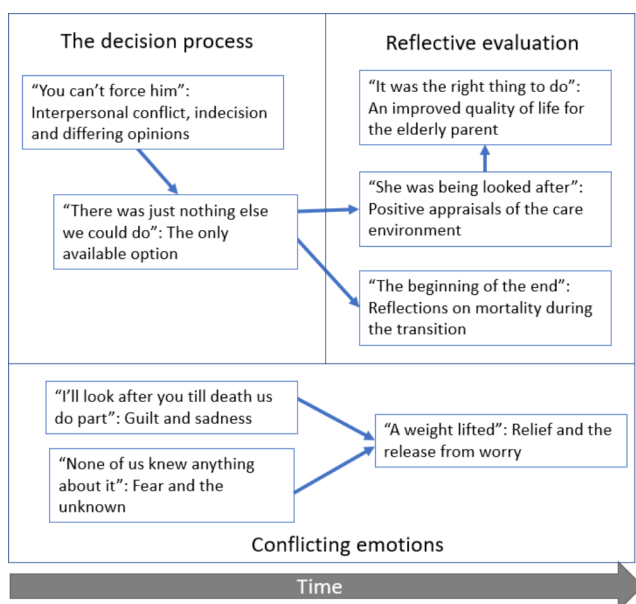 The decision process
“You can’t force him”:
Interpersonal conflict, indecision
and differing opinions
“There was just nothing else
we could do”: The only
available option
Reflective evaluation
“It was the right thing to do”:
An improved quality of life for
the elderly parent
“She was being looked after”:
Positive appraisals of the care
environment
“The beginning of the end”:
Reflections on mortality during
the transition
“I’ll look after you till death us
do part”: Guilt and sadness
“None of us knew anything
about it”: Fear and the
unknown
“A weight lifted”: Relief and the
release from worry
Conflicting emotions
Time